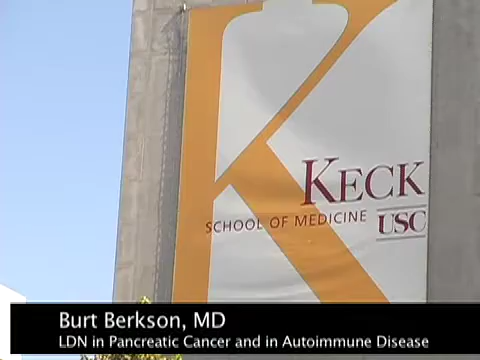 KECK
SCHOOL OF MEDICINE USC
Burt Berkson, MD
LDN in Pancreatic Cancer and in Autoimmune Disease